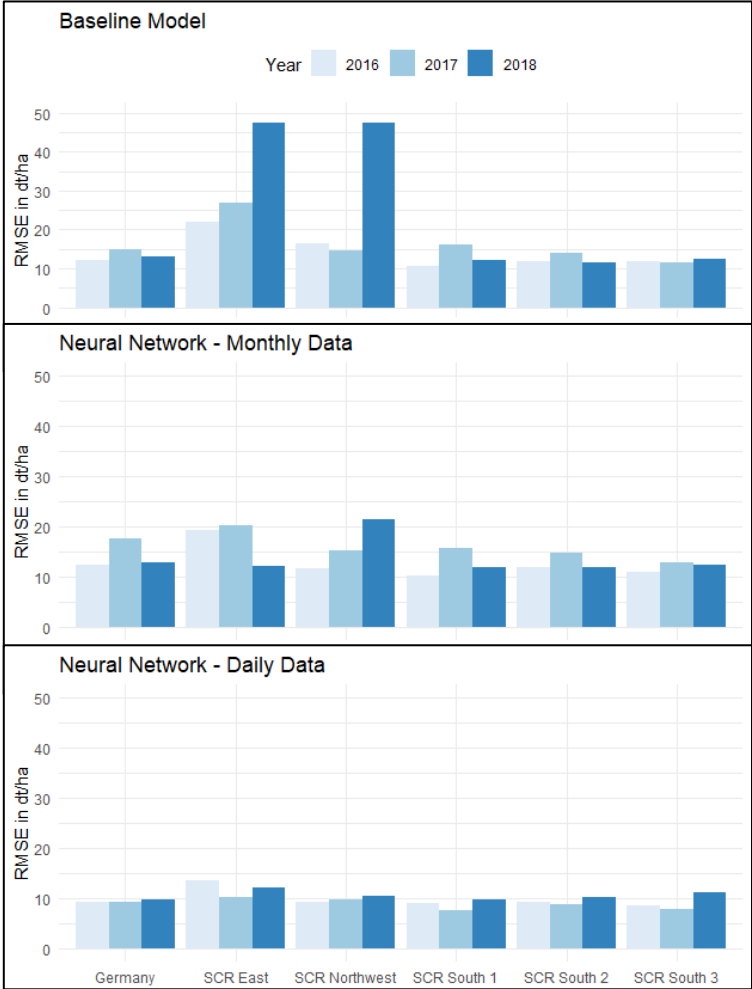 Baseline Model
Year 2016 2017 2018
RMSE in dt/ha
50
40
30
20
10
0
Neural Network - Monthly Data
RMSE in dt/ha
50
40
30
20
10
0
Neural Network - Daily Data
RMSE in dt/ha
50
40
30
20
10
0
Germany SCR East SCR Northwest SCR South 1 SCR South 2 SCR South 3